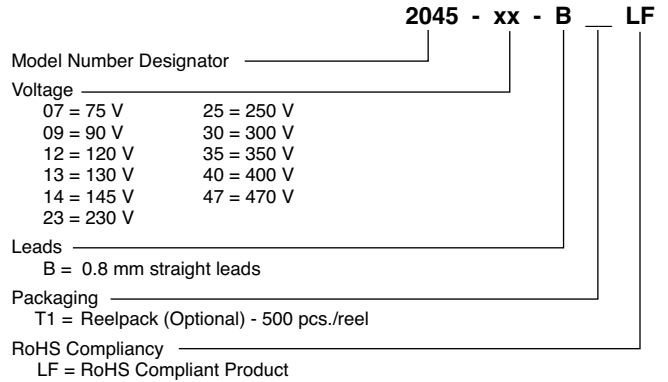 2045 - xx - B __ LF
Model Number Designator
Voltage
07 = 75 V 25 = 250 V
09 = 90 V 30 = 300 V
12 = 120 V 35 = 350 V
13 = 130 V 40 = 400 V
14 = 145 V 47 = 470 V
23 = 230 V
Leads
B = 0.8 mm straight leads
Packaging
T1 = Reelpack (Optional) - 500 pcs./reel
RoHS Compliancy
LF = RoHS Compliant Product